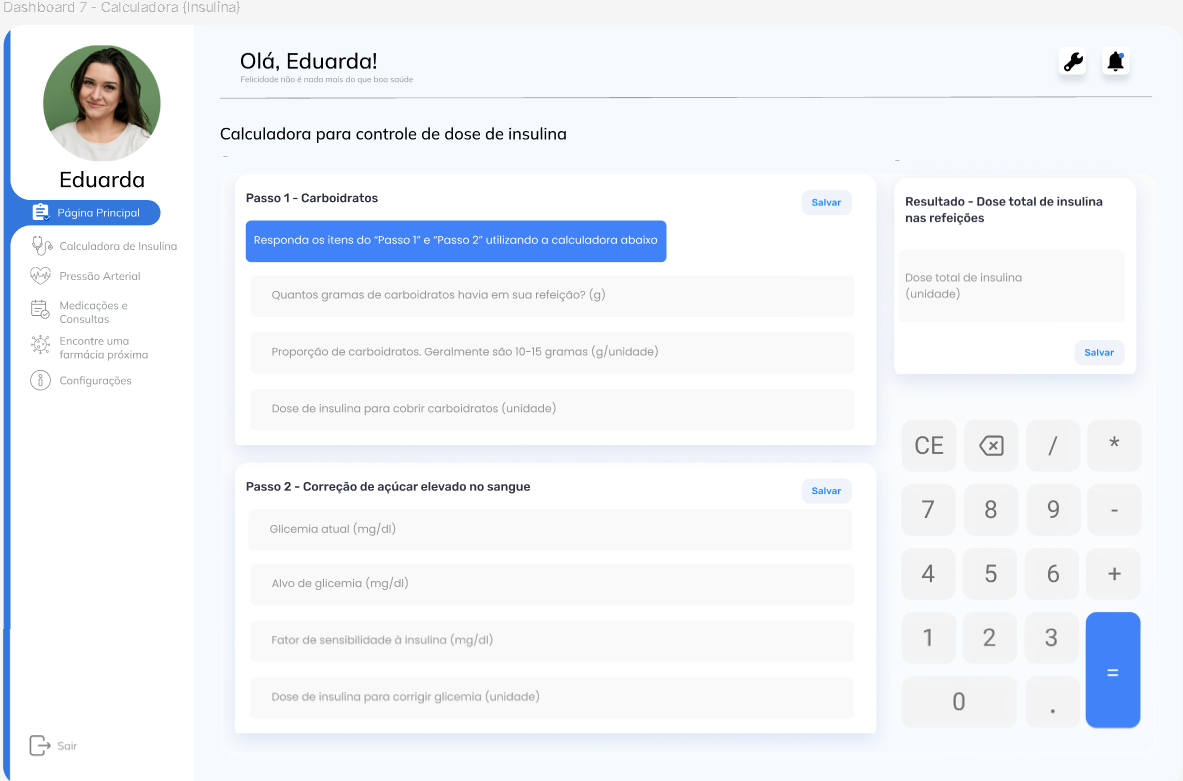 Dashboard 7 - Calculadora {Insulina}
Olá, Eduarda!
Felicidade não é nada mais do que boa saúde
Eduarda
Página Principal
Calculadora de Insulina
Pressão Arterial
Medicações e
Consultas
Encontre uma
farmácia próxima
Configurações
Sair
Calculadora para controle de dose de insulina
Passo 1 - Carboidratos
Salvar
Responda os itens do “Passo 1” e “Passo 2” utilizando a calculadora abaixo
Quantos gramas de carboidratos havia em sua refeição? (g)
Proporção de carboidratos. Geralmente são 10-15 gramas (g/unidade)
Dose de insulina para cobrir carboidratos (unidade)
Passo 2 - Correção de açúcar elevado no sangue
Salvar
Glicemia atual (mg/dl)
Alvo de glicemia (mg/dl)
Fator de sensibilidade à insulina (mg/dl)
Dose de insulina para corrigir glicemia (unidade)
Resultado - Dose total de insulina
nas refeições
Dose total de insulina
(unidade)
Salvar
CE / *
7 8 9 -
4 5 6 +
1 2 3
=
0 .